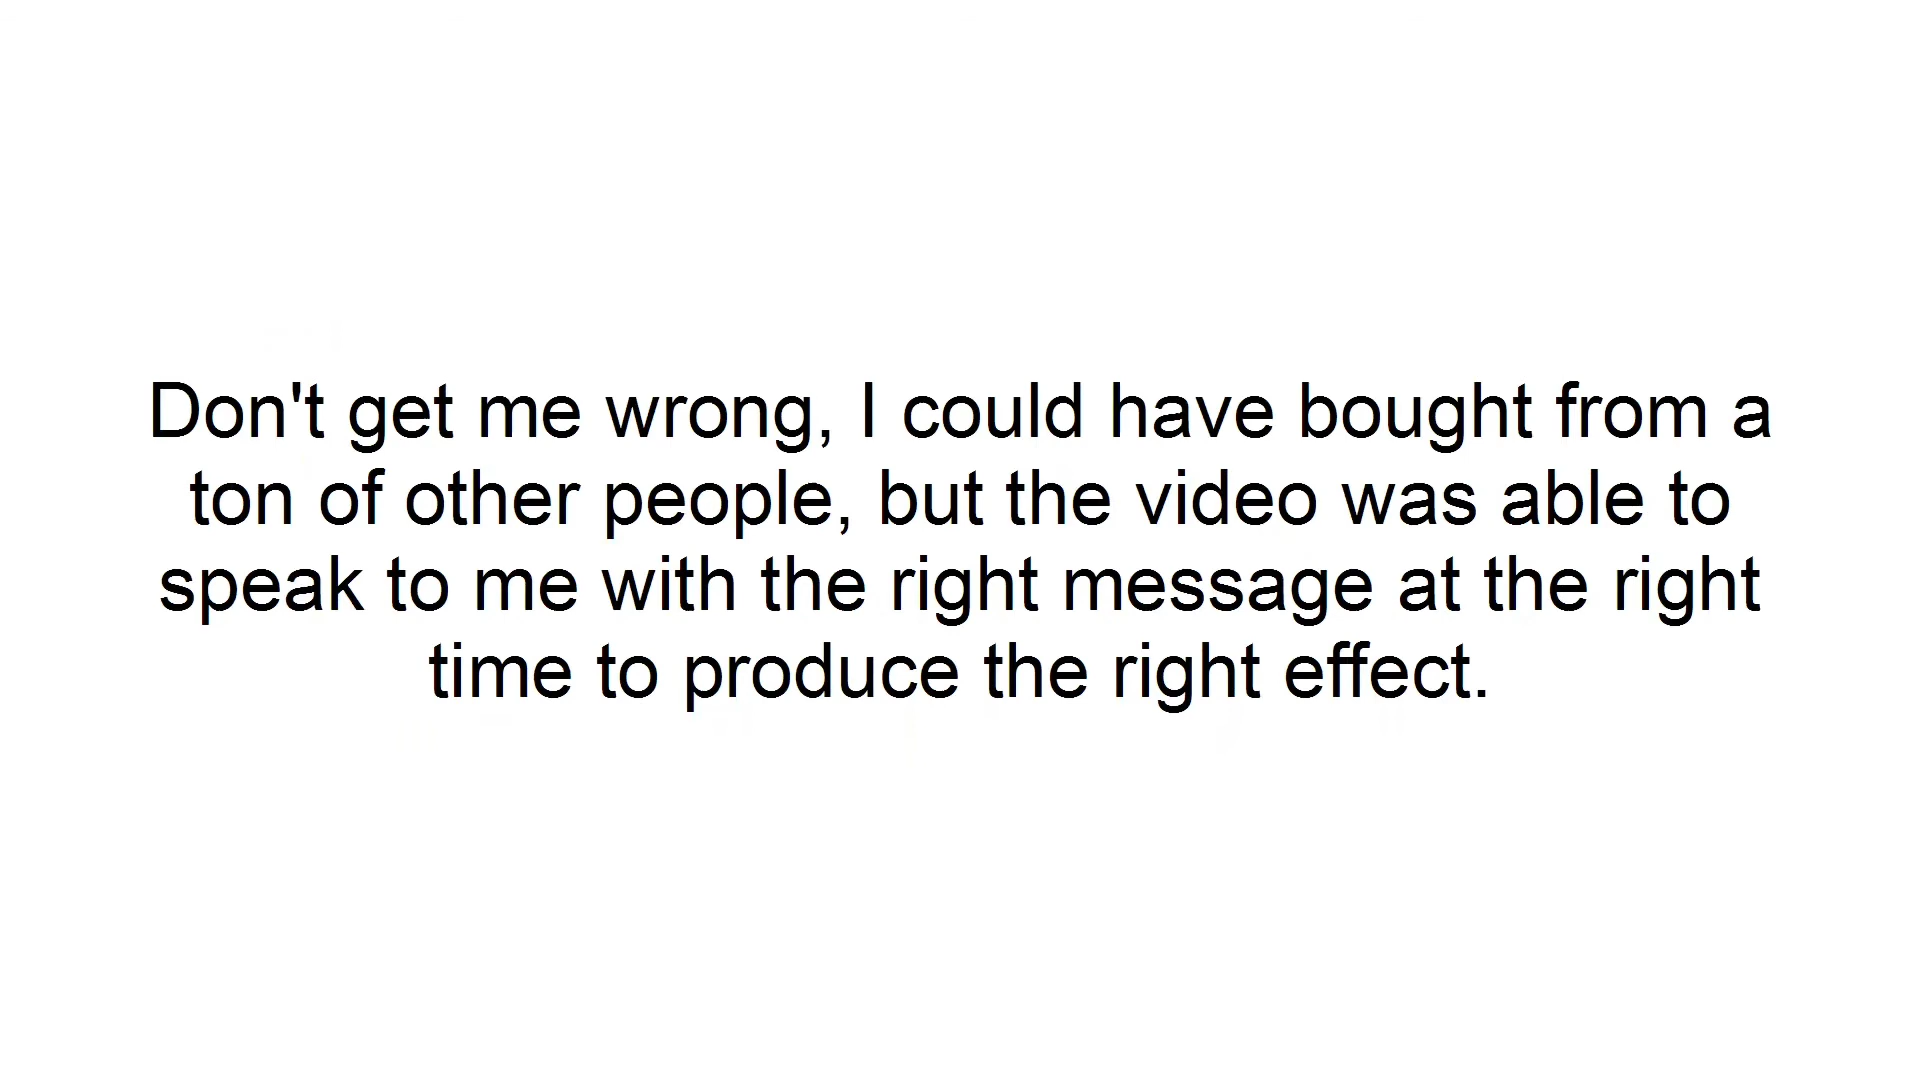 Don't get me wrong, I could have bought from a
ton of other people, but the video was able to
speak to me with the right message at the right
time to produce the right effect.